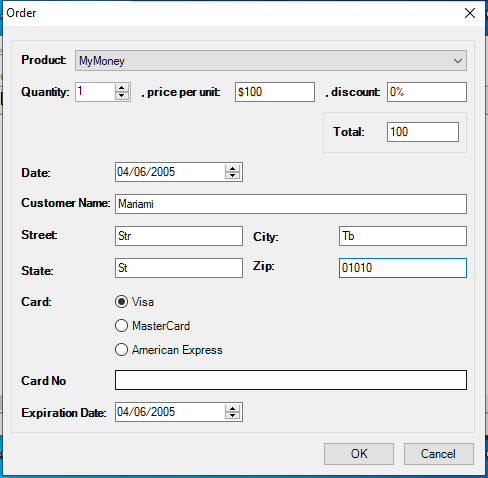 Order
Product: MyMoney
Quantity: 1 , price per unit: $100 , discount: 0%
Total: 100
Date: 04/06/2005
Customer Name: Mariami
Street: Str City: Tb
State: St Zip: 01010
Card: Visa
MasterCard
American Express
Card No
Expiration Date: 04/06/2005
OK Cancel